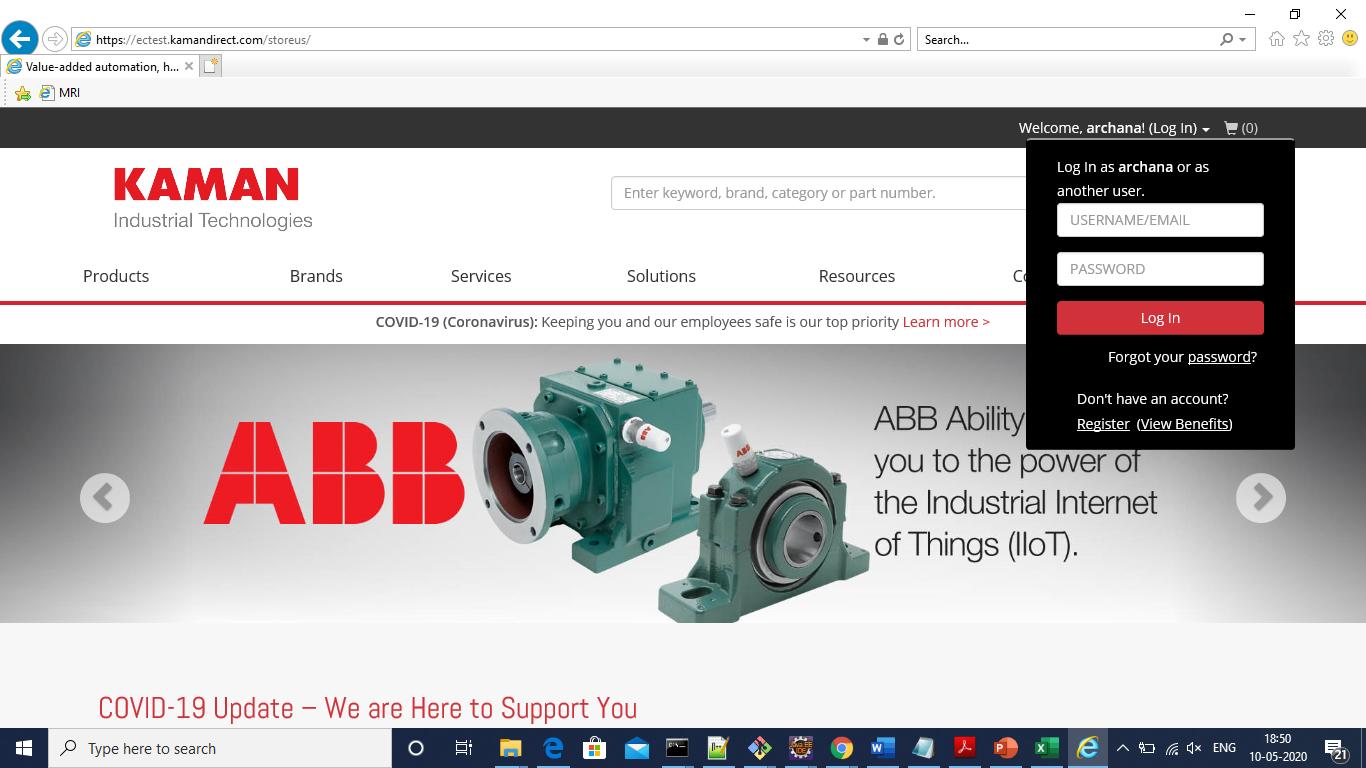 https://ectest.kamandirect.com/storeus/
Search...
Value-added automation, h...
MRI
Welcome, archana! (Log In)
(0)
Log In as archana or as
another user.
KAMAN
Industrial Technologies
Enter keyword, brand, category or part number.
USERNAME/EMAIL
PASSWORD
Log In
Forgot your password?
Don't have an account?
Register (View Benefits)
Products
Brands
Services
Solutions
Resources
COVID-19 (Coronavirus): Keeping you and our employees safe is our top priority Learn more >
ABB
ABB
ABB
ABB Ability
you to the power of
the Industrial Internet
of Things (IIoT).
COVID-19 Update – We are Here to Support You
Type here to search
ENG
18:50
10-05-2020
21